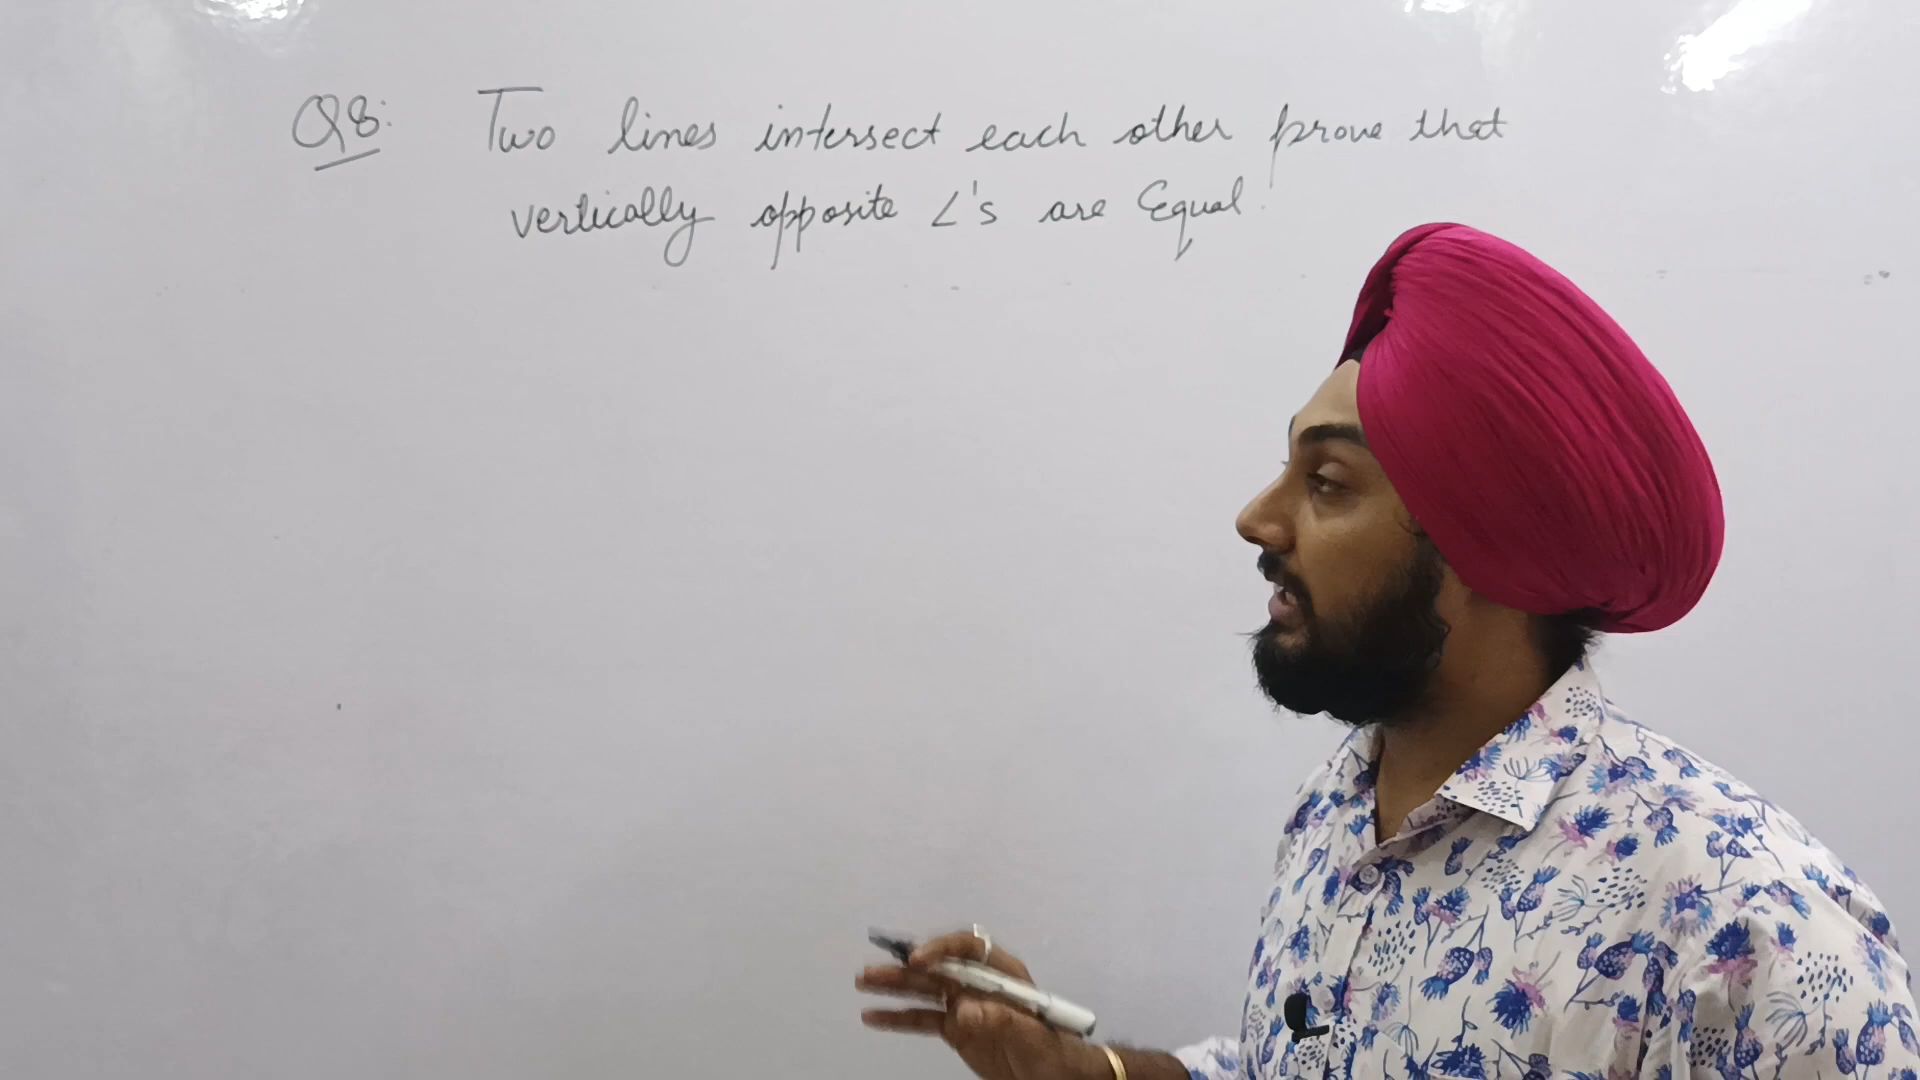 Q8: Two lines intersect each other prove that
vertically opposite ∠'s are Equal.